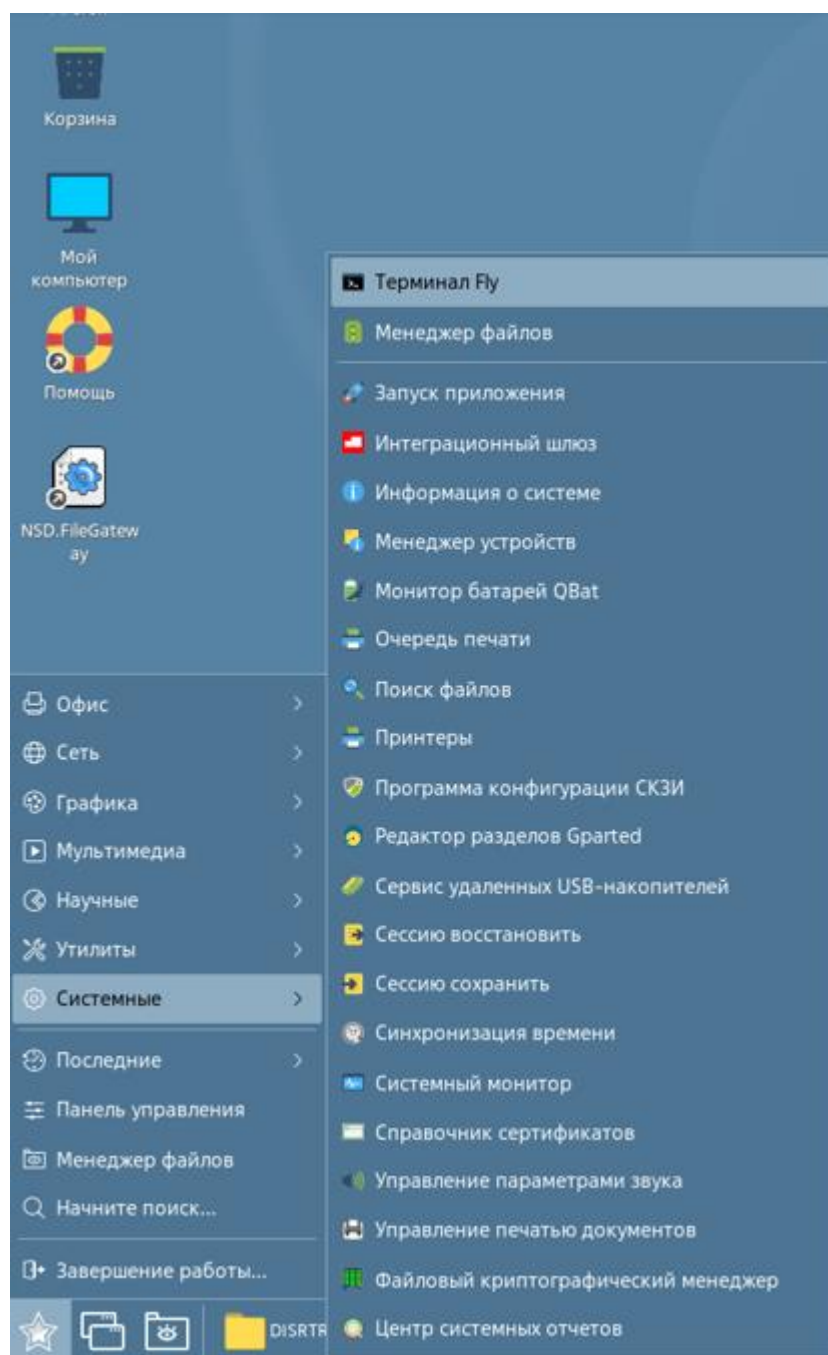 Корзина
Мой
компьютер
Помощь
NSD.FileGatew
ay
Офис
Сеть
Графика
Мультимедиа
Научные
Утилиты
Системные
Последние
Панель управления
Менеджер файлов
Начните поиск...
Завершение работы...
DISRTR
Терминал Fly
Менеджер файлов
Запуск приложения
Интеграционный шлюз
Информация о системе
Менеджер устройств
Монитор батарей QBat
Очередь печати
Поиск файлов
Принтеры
Программа конфигурации СКЗИ
Редактор разделов Gparted
Сервис удаленных USB-накопителей
Сессию восстановить
Сессию сохранить
Синхронизация времени
Системный монитор
Справочник сертификатов
Управление параметрами звука
Управление печатью документов
Файловый криптографический менеджер
Центр системных отчетов